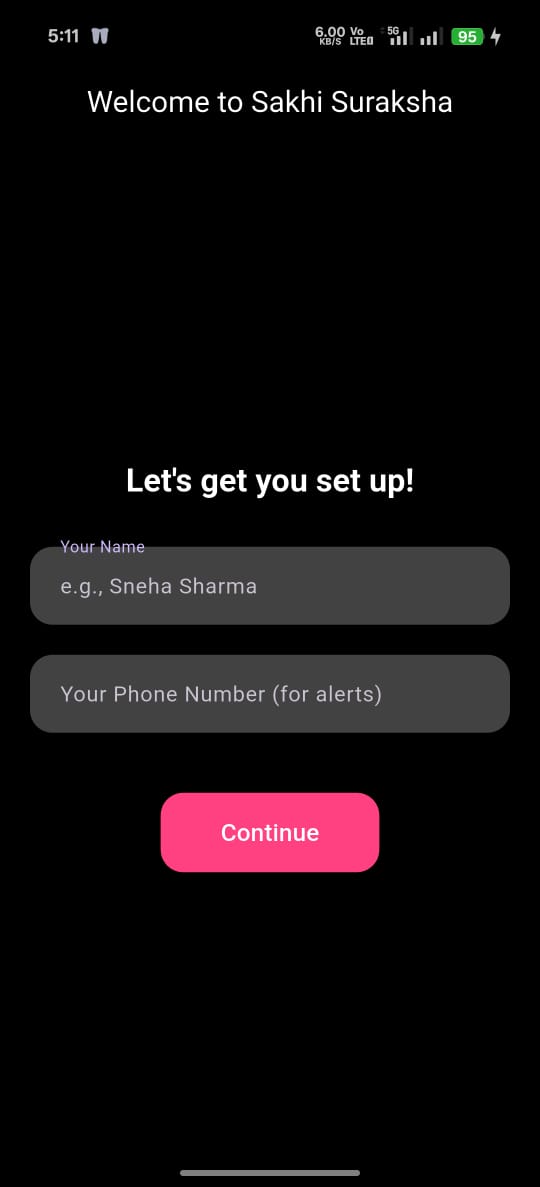 5:11
6.00 KB/S Vo LTE 5G 95
Welcome to Sakhi Suraksha
Let's get you set up!
Your Name
e.g., Sneha Sharma
Your Phone Number (for alerts)
Continue